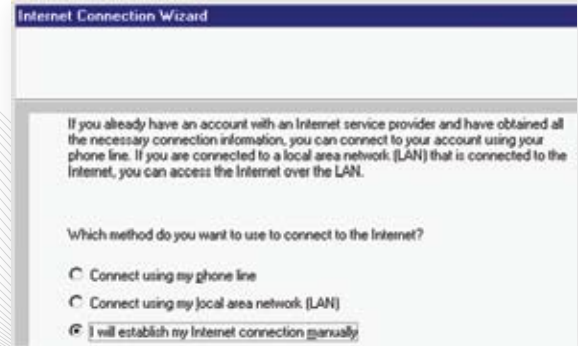 Internet Connection Wizard
If you already have an account with an Internet service provider and have obtained all
the necessary connection information, you can connect to your account using your
phone line. If you are connected to a local area network (LAN) that is connected to the
Internet, you can access the Internet over the LAN.
Which method do you want to use to connect to the Internet?
Connect using my phone line
Connect using my local area network (LAN)
I will establish my Internet connection manually